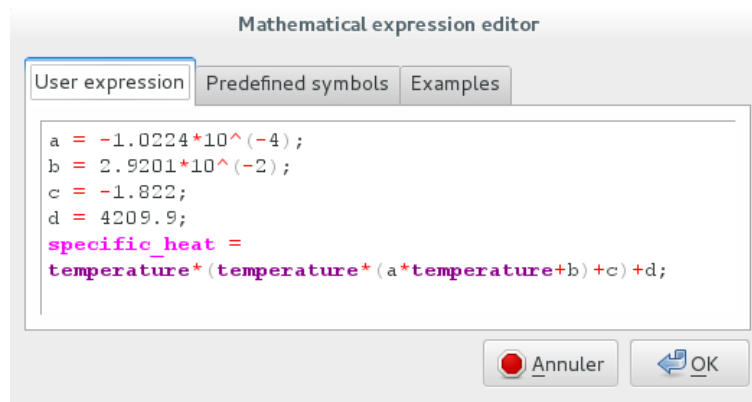 Mathematical expression editor
User expression Predefined symbols Examples
a = -1.0224*10^(-4);
b = 2.9201*10^(-2);
c = -1.822;
d = 4209.9;
specific_heat =
temperature*(temperature*(a*temperature+b)+c)+d;
Annuler OK